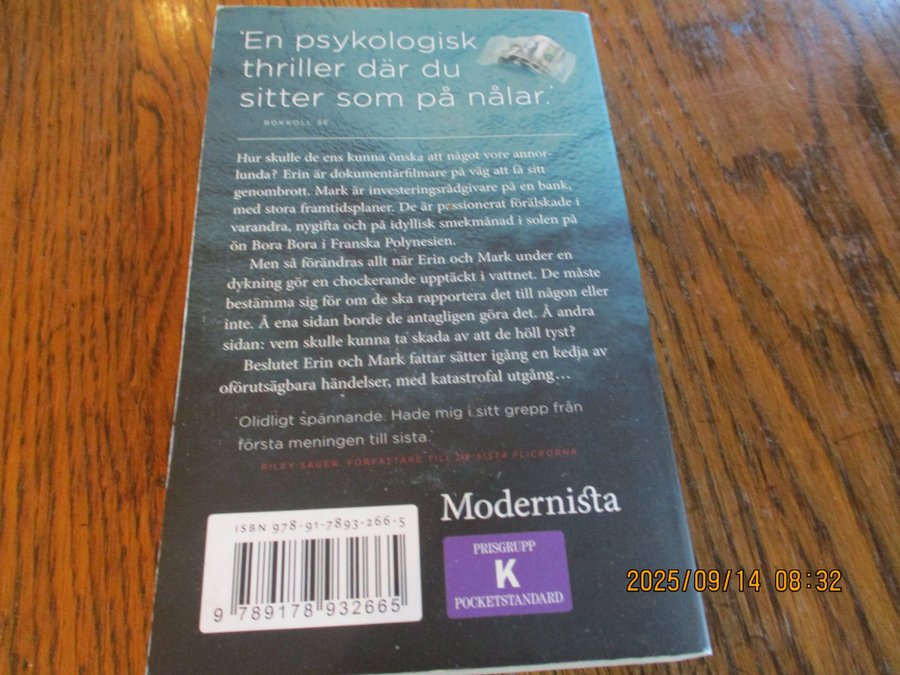 'En psykologisk
thriller där du
sitter som på nålar.'
BOKKOLL.SE
Hur skulle de ens kunna önska att något vore annor-
lunda? Erin är dokumentärfilmare på väg att få sitt
genombrott. Mark är investeringsrådgivare på en bank,
med stora framtidsplaner. De är passionerat förälskade i
varandra, nygifta och på idyllisk smekmånad i solen på
ön Bora Bora i Franska Polynesien.
Men så förändras allt när Erin och Mark under en
dykning gör en chockerande upptäckt i vattnet. De måste
bestämma sig för om de ska rapportera det till någon eller
inte. Å ena sidan borde de antagligen göra det. Å andra
sidan: vem skulle kunna ta skada av att de höll tyst?
Beslutet Erin och Mark fattar sätter igång en kedja av
oförutsägbara händelser, med katastrofal utgång...
'Olidligt spännande. Hade mig i sitt grepp från
första meningen till sista.'
RILEY SAGER, FÖRFATTARE TILL DE SISTA FLICKORNA
Modernista
ISBN 978-91-7893-266-5
9 789178 932665
PRISGRUPP
K
POCKETSTANDARD
2025/09/14 08:32